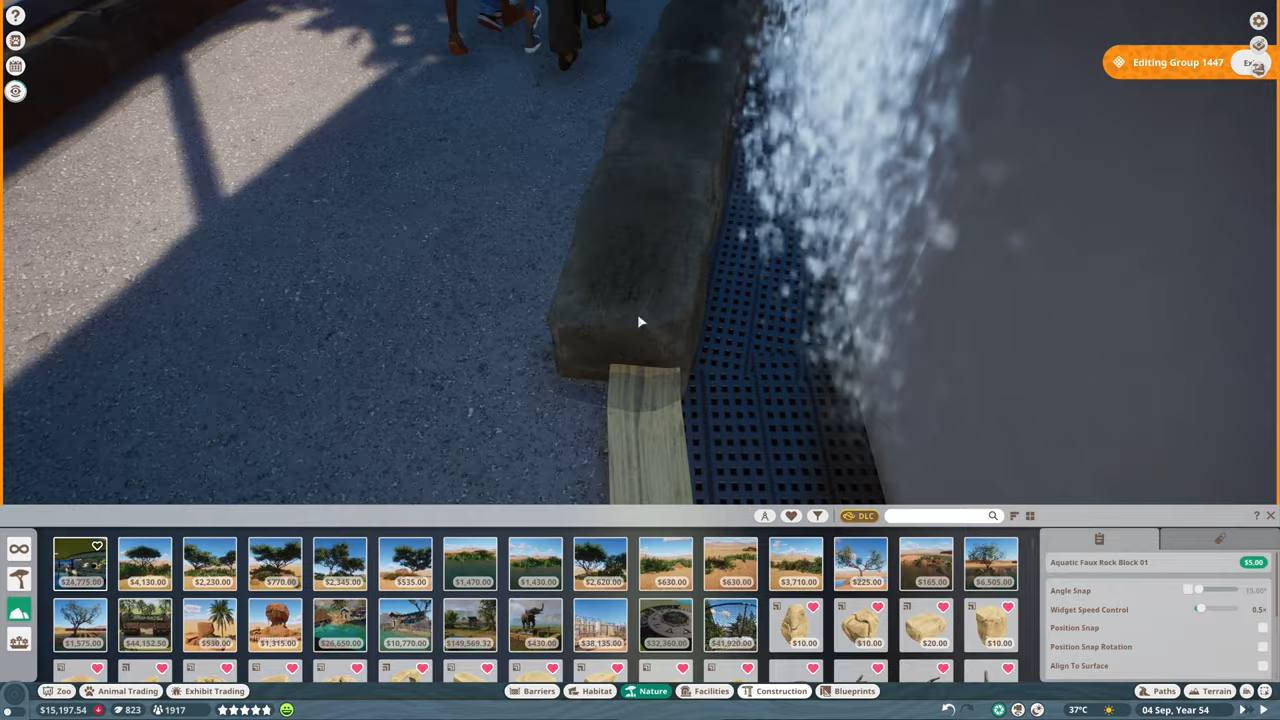 Editing Group 1447
DLC
$24,775.00 $4,130.00 $2,230.00 $770.00 $2,345.00 $535.00 $1,470.00 $1,430.00 $2,620.00 $630.00 $630.00 $3,710.00 $225.00 $165.00 $6,505.00
$1,575.00 $44,152.50 $530.00 $1,315.00 $26,650.00 $10,770.00 $149,569.32 $430.00 $38,135.00 $32,360.00 $41,920.00 $10.00 $10.00 $20.00 $10.00
Aquatic Faux Rock Block 01 $5.00
Angle Snap 15.00°
Widget Speed Control 0.5×
Position Snap
Position Snap Rotation
Align To Surface
Zoo Animal Trading Exhibit Trading Barriers Habitat Nature Facilities Construction Blueprints Paths Terrain
$15,197.54 823 1917 37°C 04 Sep, Year 54